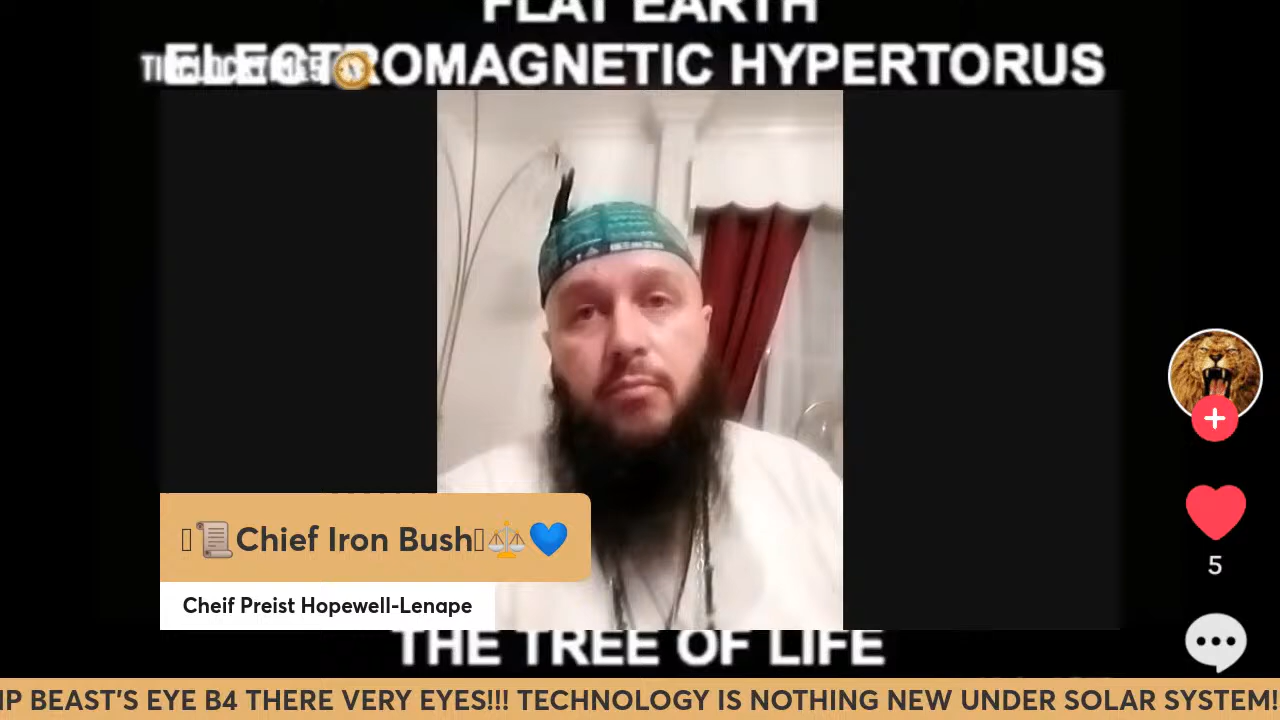 FLAT EARTH
ELECTROMAGNETIC HYPERTORUS
📜Chief Iron Bush⚖️💙
Cheif Preist Hopewell-Lenape
5
THE TREE OF LIFE
IP BEAST'S EYE B4 THERE VERY EYES!!! TECHNOLOGY IS NOTHING NEW UNDER SOLAR SYSTEM!